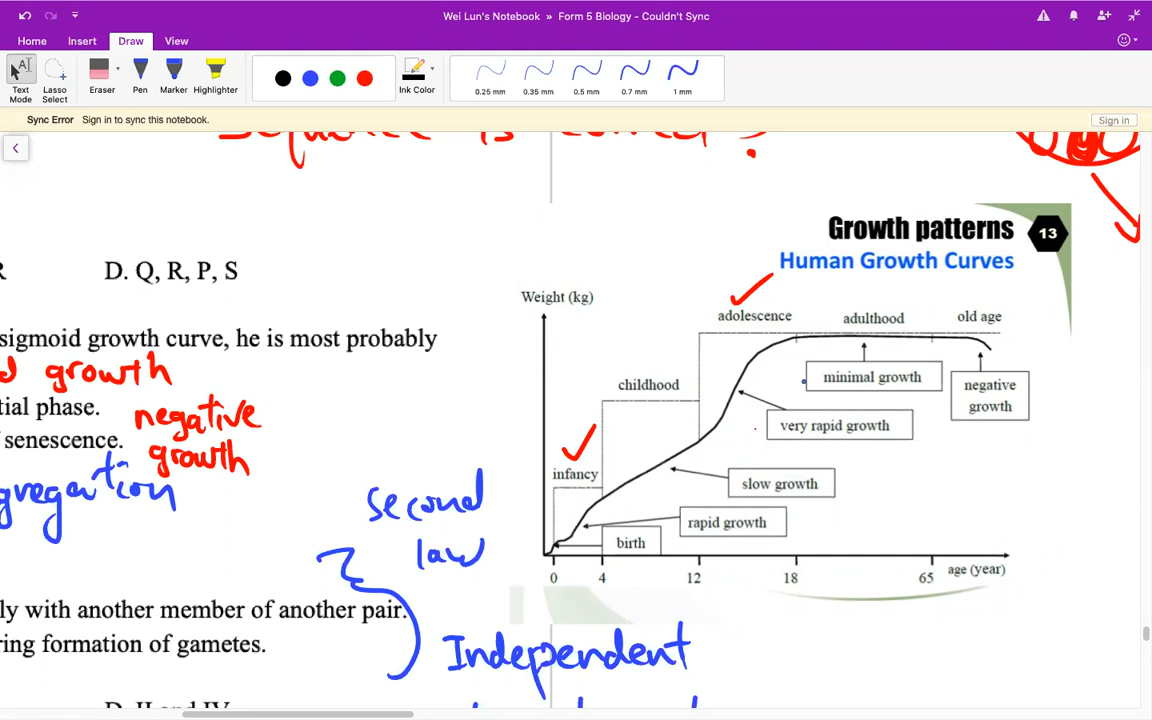 Wei Lun's Notebook » Form 5 Biology - Couldn't Sync
Home Insert Draw View
Text Mode
Lasso Select
Eraser
Pen
Marker
Highlighter
Ink Color
0.25 mm
0.35 mm
0.5 mm
0.7 mm
1 mm
Sync Error Sign in to sync this notebook.
Sign in
is
?
D. Q, R, P, S
sigmoid growth curve, he is most probably
growth
tial phase.
negative
senescence.
growth
second
law
ly with another member of another pair.
ring formation of gametes.
Independent
D. II and IV
Growth patterns
13
Human Growth Curves
Weight (kg)
adolescence
adulthood
old age
childhood
minimal growth
negative growth
very rapid growth
infancy
slow growth
rapid growth
birth
0 4 12 18 65 age (year)